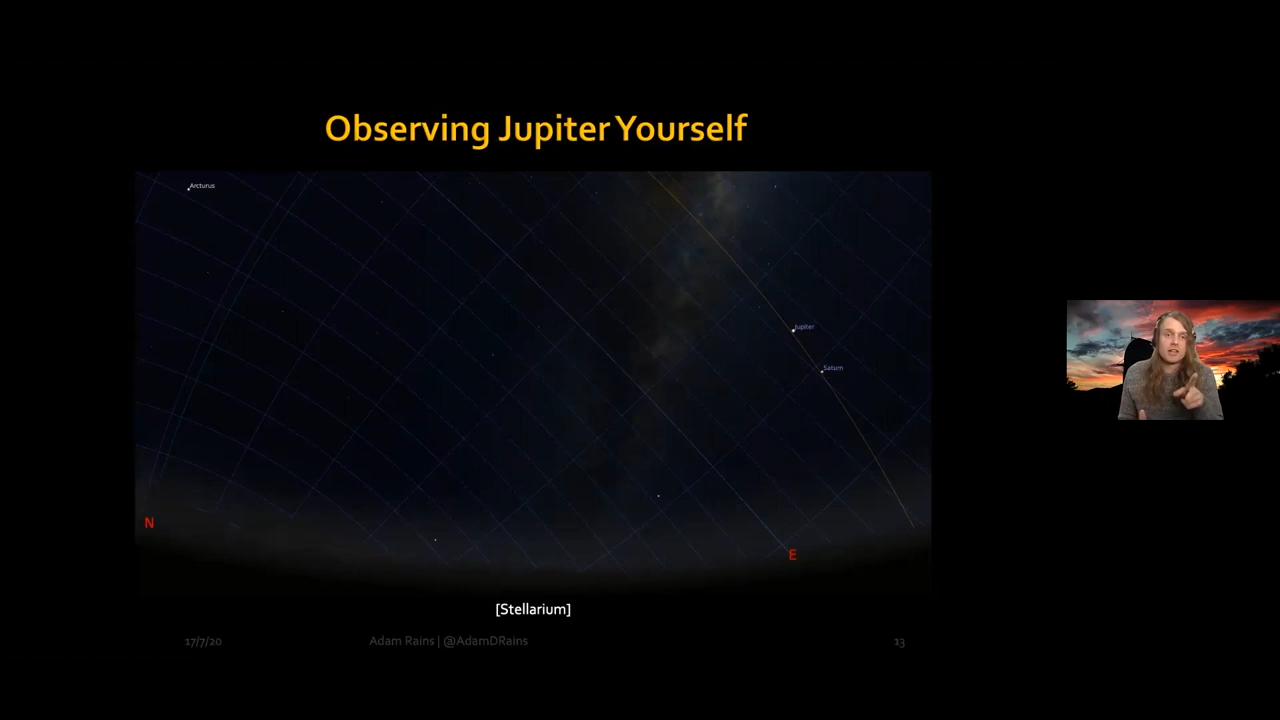 Observing Jupiter Yourself
Arcturus
Jupiter
Saturn
N
E
[Stellarium]
17/7/20
Adam Rains | @AdamDRains
13